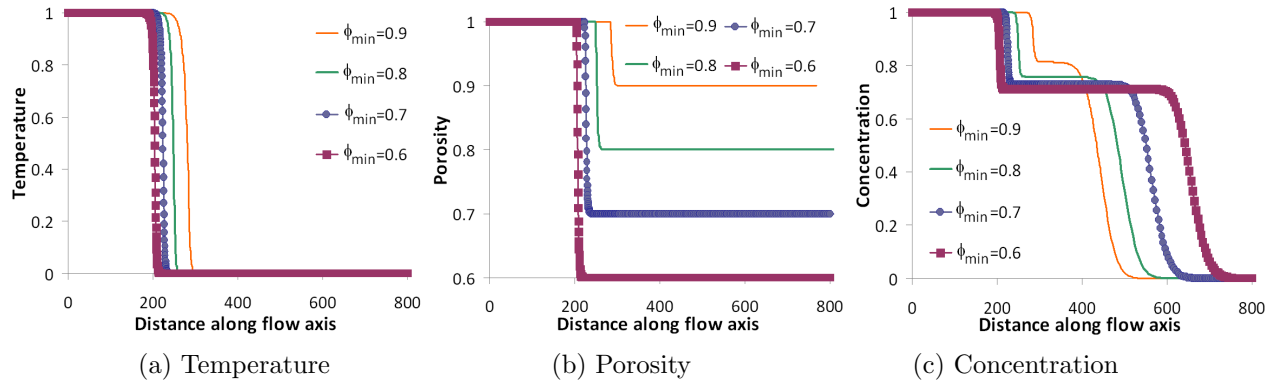 1
0.8
0.6
0.4
0.2
0
Temperature
0 200 400 600 800
Distance along flow axis
ϕmin=0.9
ϕmin=0.8
ϕmin=0.7
ϕmin=0.6
(a) Temperature
1
0.9
0.8
0.7
0.6
Porosity
0 200 400 600 800
Distance along flow axis
ϕmin=0.9 ϕmin=0.7
ϕmin=0.8 ϕmin=0.6
(b) Porosity
1
0.8
0.6
0.4
0.2
0
Concentration
0 200 400 600 800
Distance along flow axis
ϕmin=0.9
ϕmin=0.8
ϕmin=0.7
ϕmin=0.6
(c) Concentration